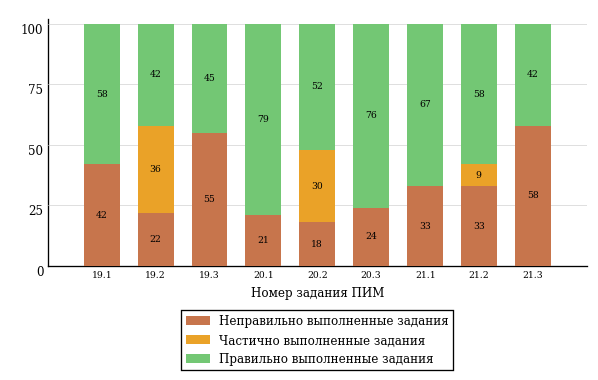 100
75
50
25
0
58 42 45 79 52 76 67 58 42
36 30 9
42 22 55 21 18 24 33 33 58
19.1 19.2 19.3 20.1 20.2 20.3 21.1 21.2 21.3
Номер задания ПИМ
Неправильно выполненные задания
Частично выполненные задания
Правильно выполненные задания